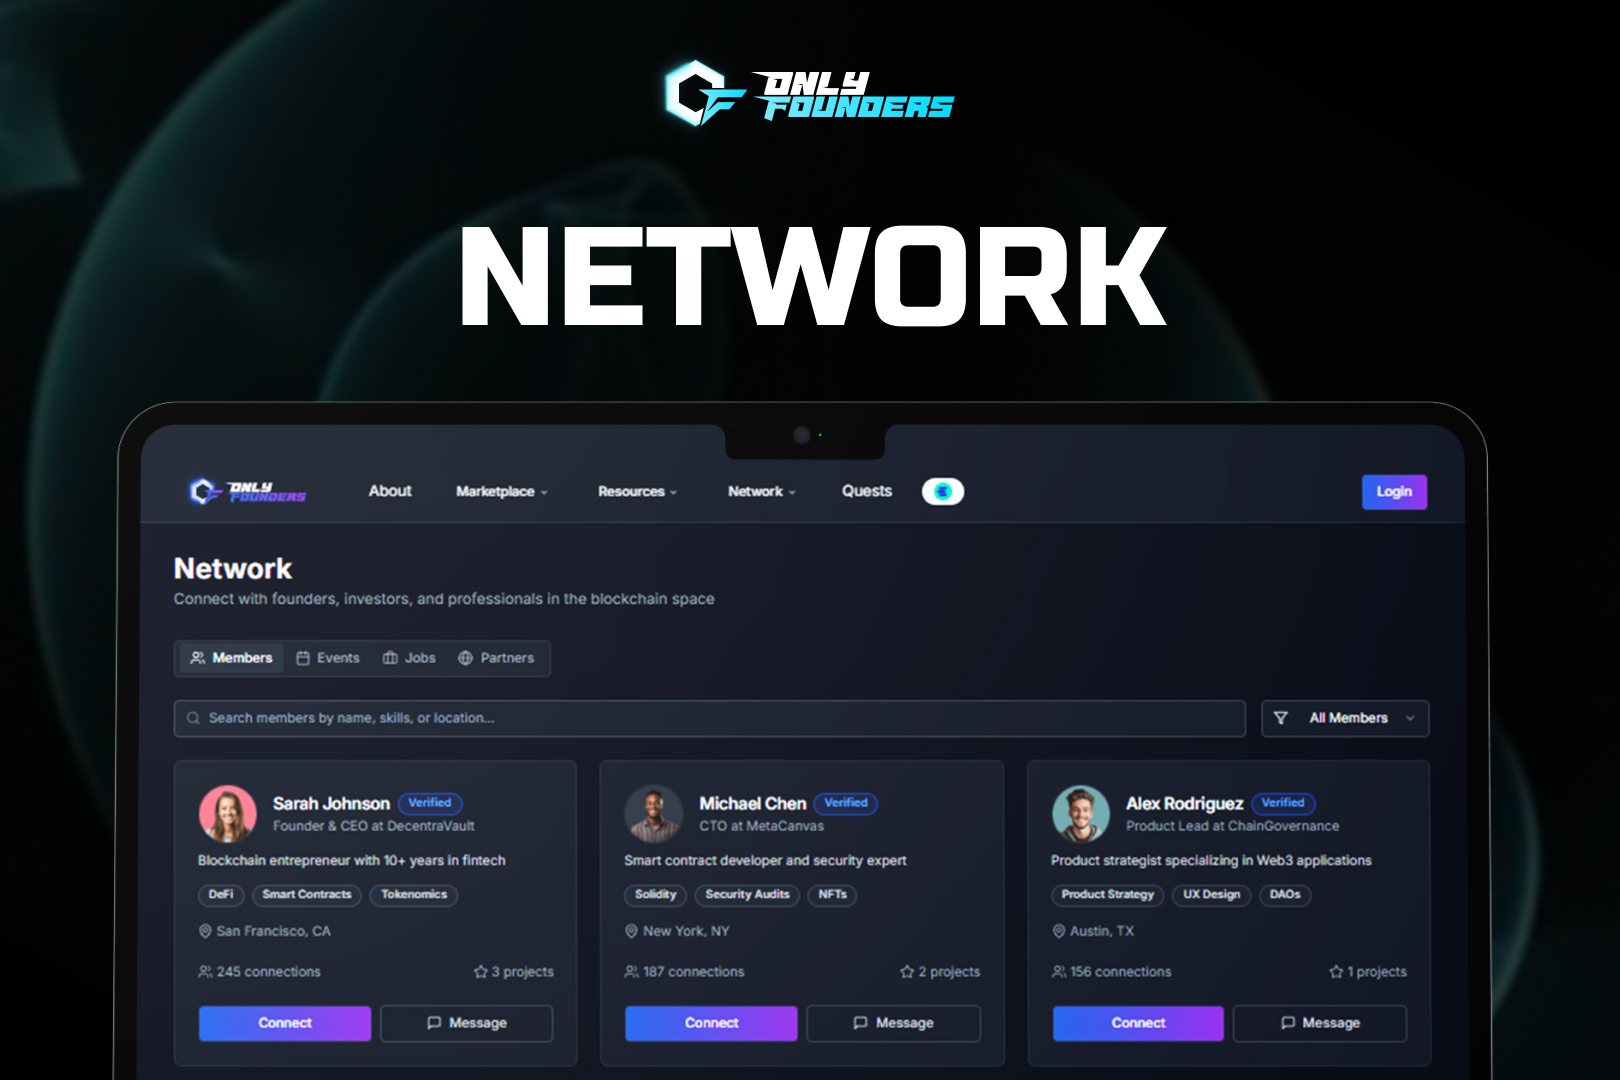 ONLY
FOUNDERS
NETWORK
ONLY
FOUNDERS
About Marketplace Resources Network Quests Login
Network
Connect with founders, investors, and professionals in the blockchain space
Members Events Jobs Partners
Search members by name, skills, or location... All Members
Sarah Johnson Verified
Founder & CEO at DecentraVault
Blockchain entrepreneur with 10+ years in fintech
DeFi Smart Contracts Tokenomics
San Francisco, CA
245 connections 3 projects
Connect Message
Michael Chen Verified
CTO at MetaCanvas
Smart contract developer and security expert
Solidity Security Audits NFTs
New York, NY
187 connections 2 projects
Connect Message
Alex Rodriguez Verified
Product Lead at ChainGovernance
Product strategist specializing in Web3 applications
Product Strategy UX Design DAOs
Austin, TX
156 connections 1 projects
Connect Message